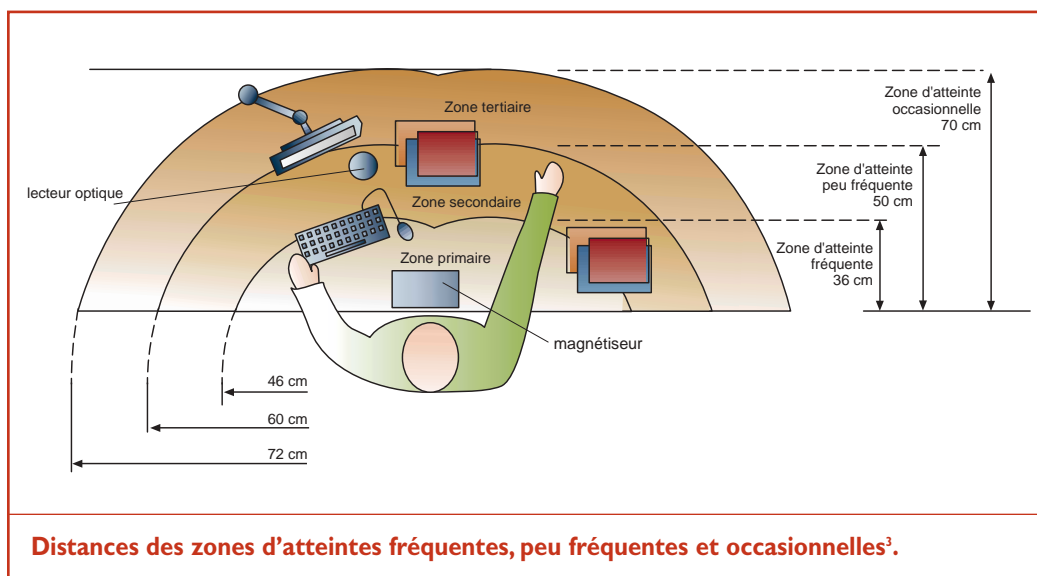 Zone tertiaire
Zone d'atteinte
occasionnelle
70 cm
Zone d'atteinte
peu fréquente
50 cm
lecteur optique
Zone secondaire
Zone d'atteinte
fréquente
36 cm
Zone primaire
magnétiseur
46 cm
60 cm
72 cm
Distances des zones d’atteintes fréquentes, peu fréquentes et occasionnelles³.